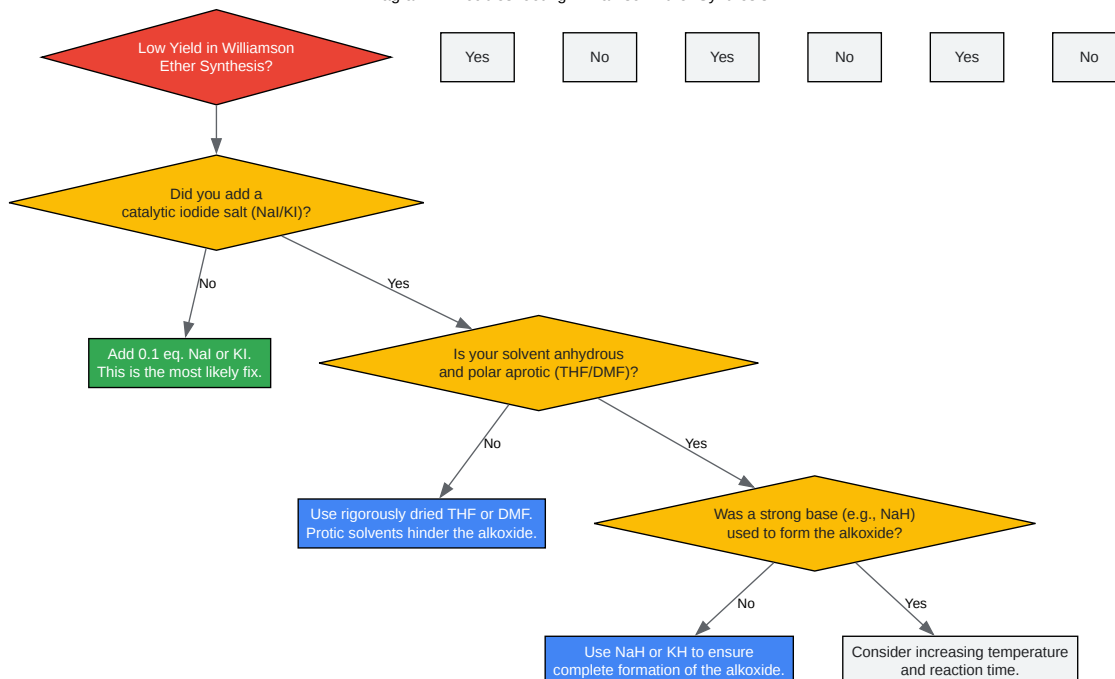 Low Yield in Williamson
Ether Synthesis?
Yes
No
Yes
No
Yes
No
Did you add a
catalytic iodide salt (NaI/KI)?
No
Yes
Add 0.1 eq. NaI or KI.
This is the most likely fix.
Is your solvent anhydrous
and polar aprotic (THF/DMF)?
No
Yes
Use rigorously dried THF or DMF.
Protic solvents hinder the alkoxide.
Was a strong base (e.g., NaH)
used to form the alkoxide?
No
Yes
Use NaH or KH to ensure
complete formation of the alkoxide.
Consider increasing temperature
and reaction time.